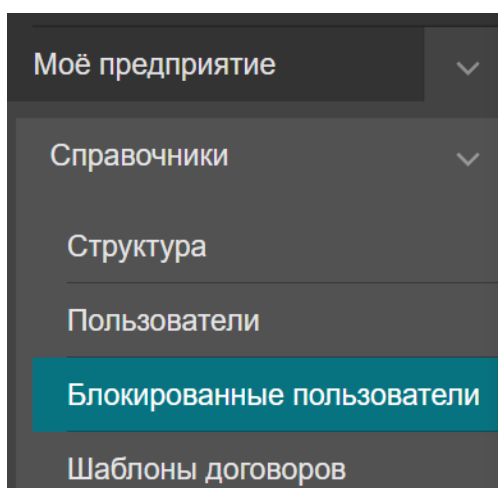 Моё предприятие
Справочники
Структура
Пользователи
Блокированные пользователи
Шаблоны договоров